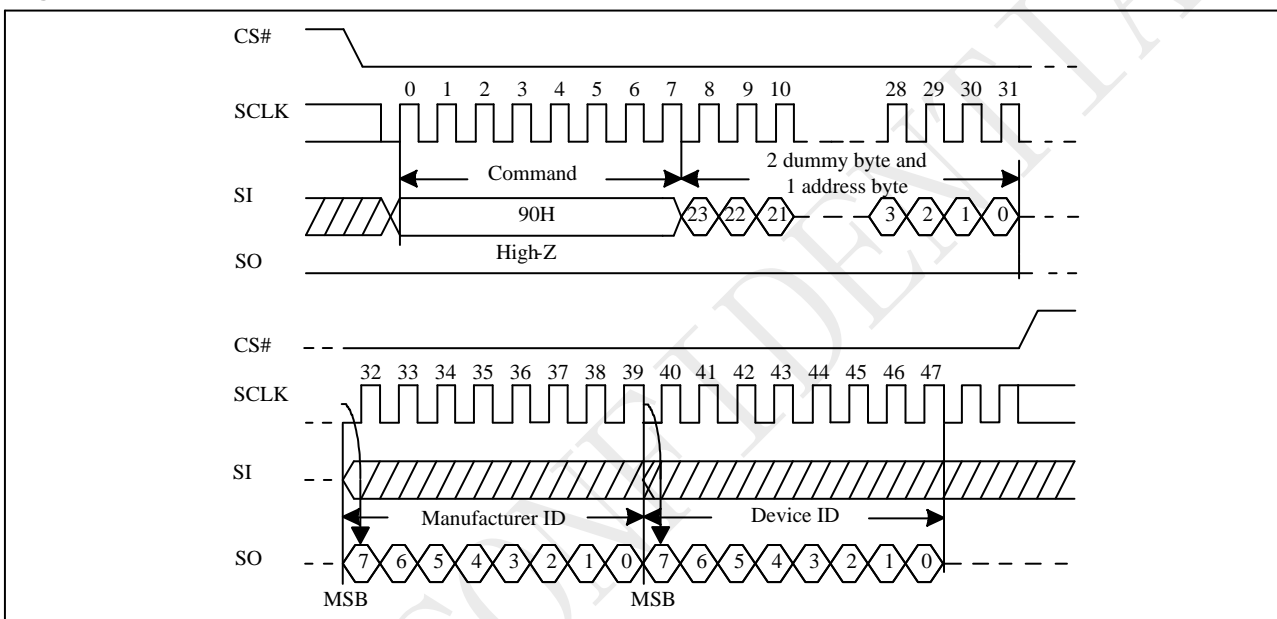 CS#
0 1 2 3 4 5 6 7 8 9 10 28 29 30 31
SCLK
Command
2 dummy byte and
1 address byte
SI
90H 23 22 21 3 2 1 0
High-Z
SO
CS#
32 33 34 35 36 37 38 39 40 41 42 43 44 45 46 47
SCLK
SI
Manufacturer ID Device ID
SO
7 6 5 4 3 2 1 0 7 6 5 4 3 2 1 0
MSB MSB
CONFIDENTIA